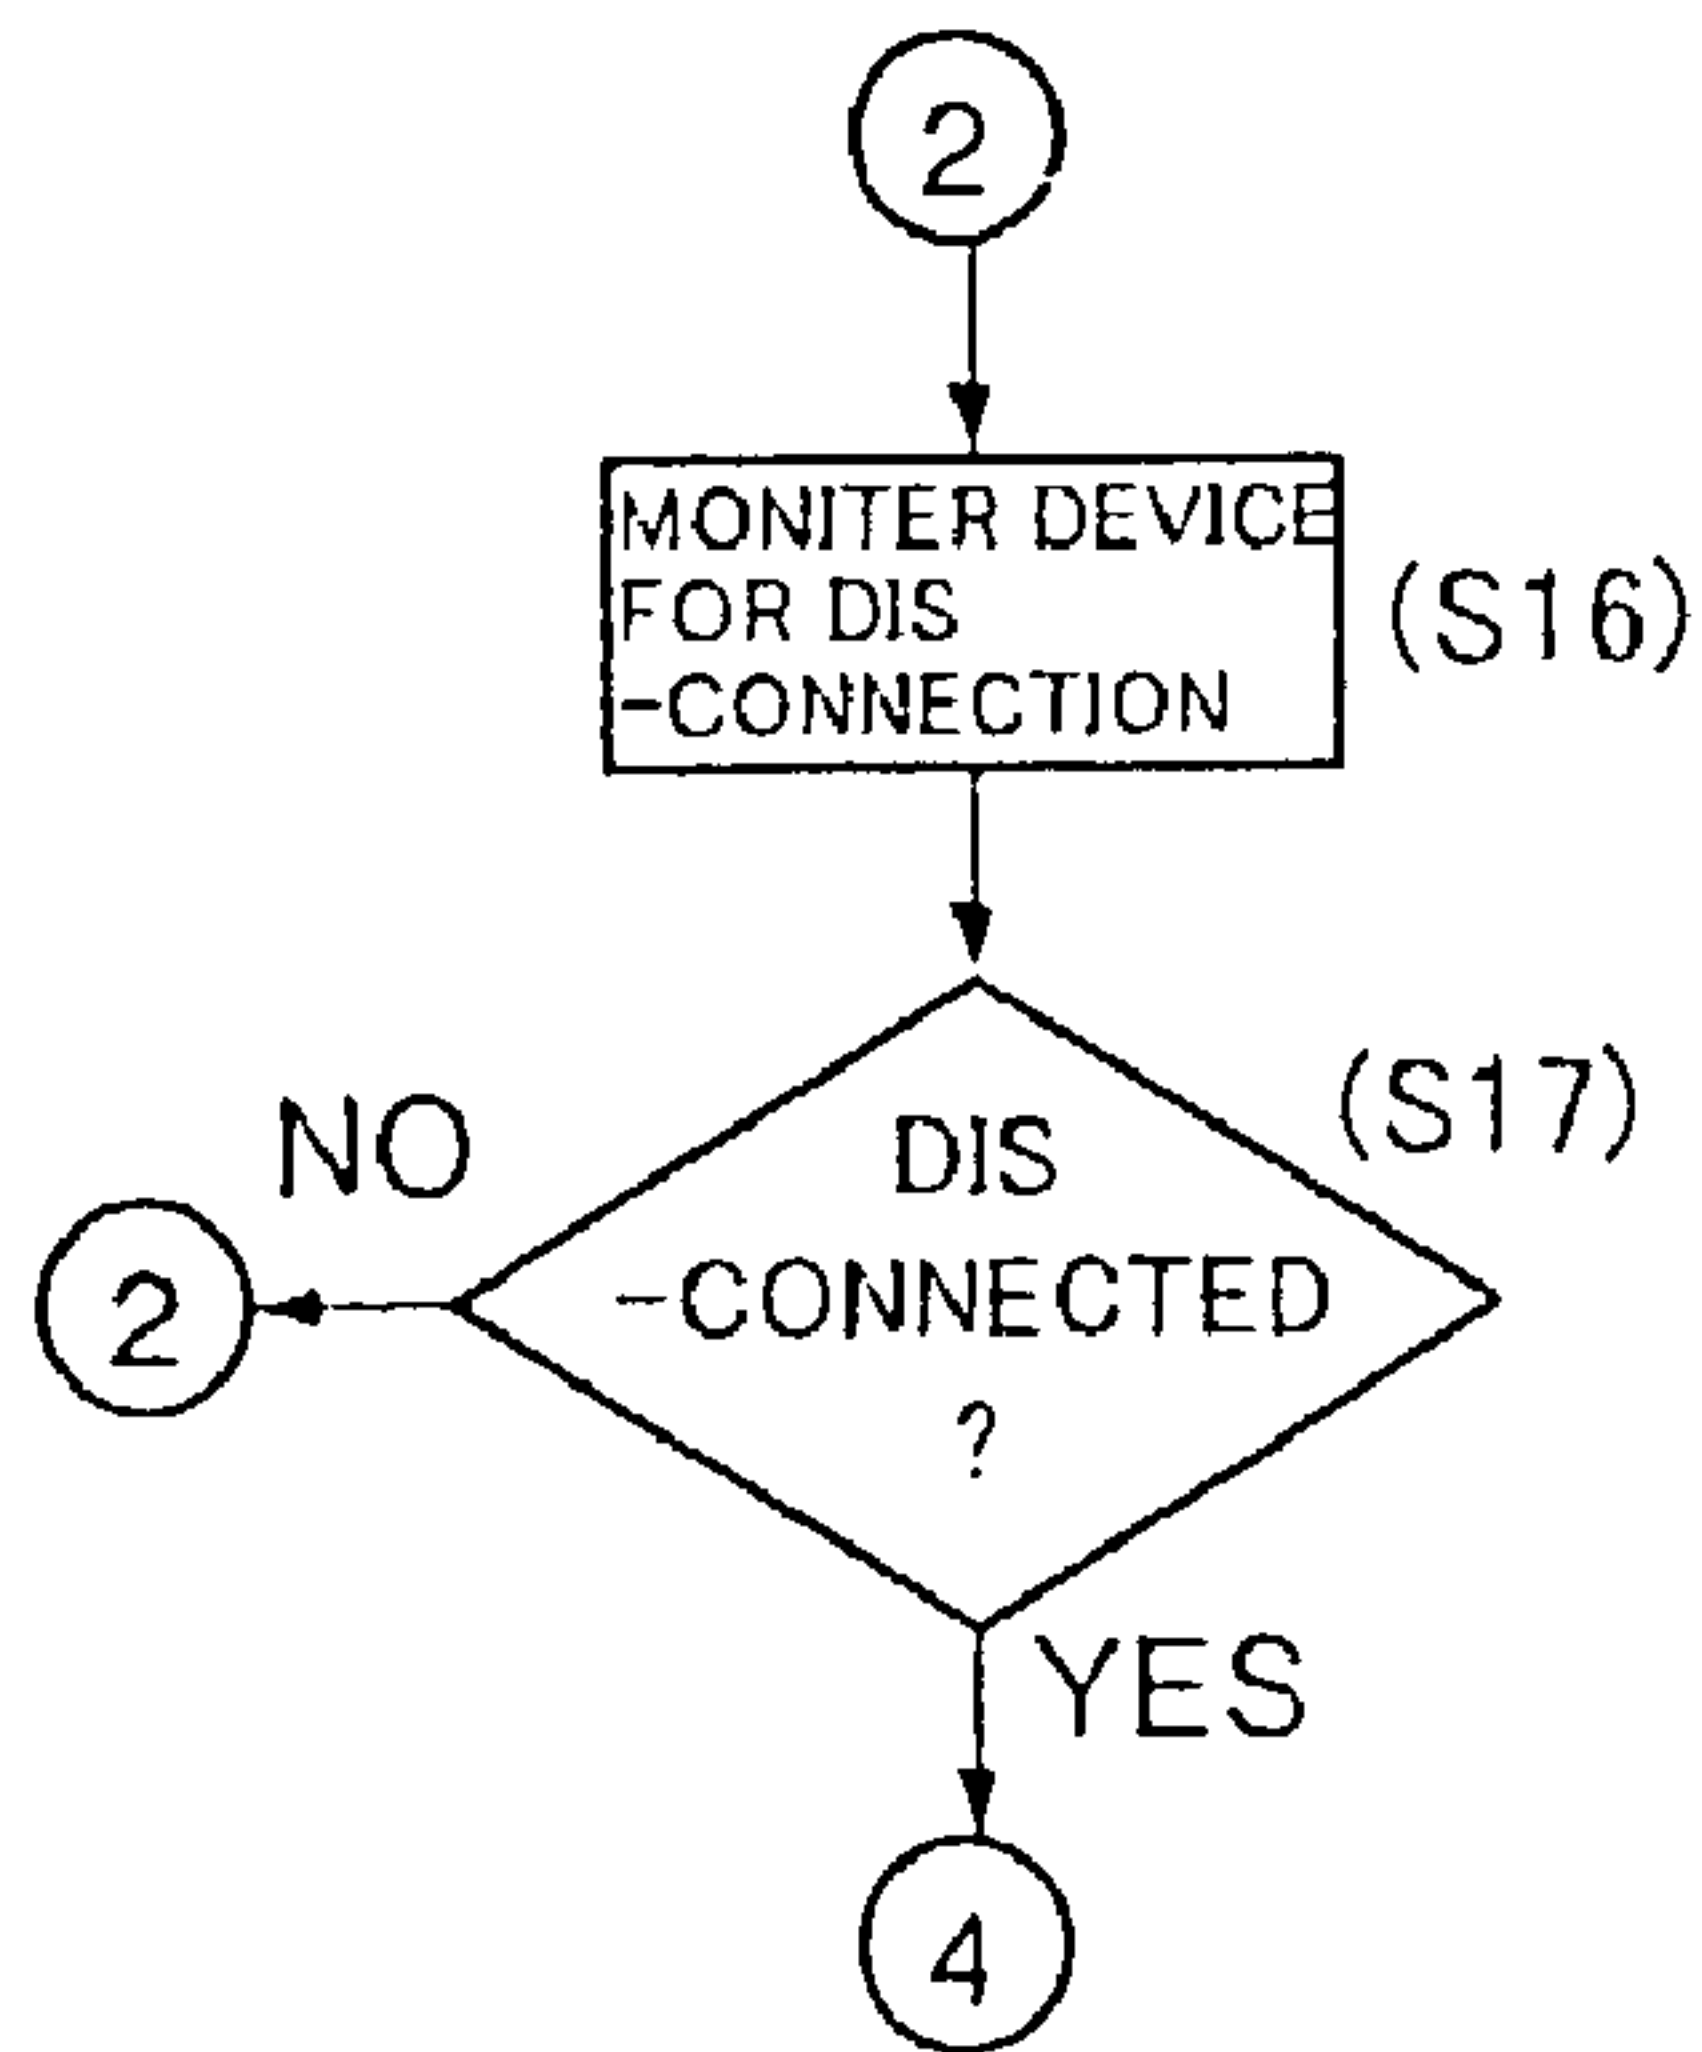 2
MONITER DEVICE
FOR DIS
-CONNECTION
(S16)
(S17)
DIS
-CONNECTED
?
NO
2
YES
4